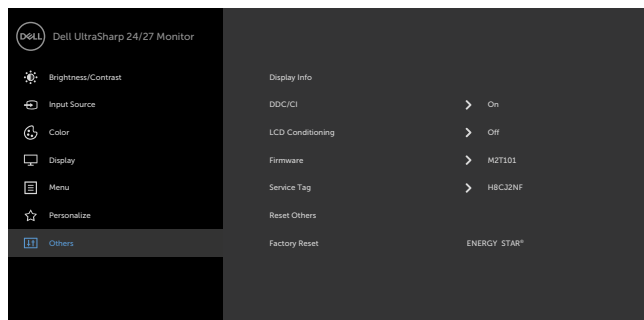 DELL Dell UltraSharp 24/27 Monitor
Brightness/Contrast Display Info
Input Source DDC/CI On
Color LCD Conditioning Off
Display Firmware M2T101
Menu Service Tag H8CJ2NF
Personalize Reset Others
Others Factory Reset ENERGY STAR®